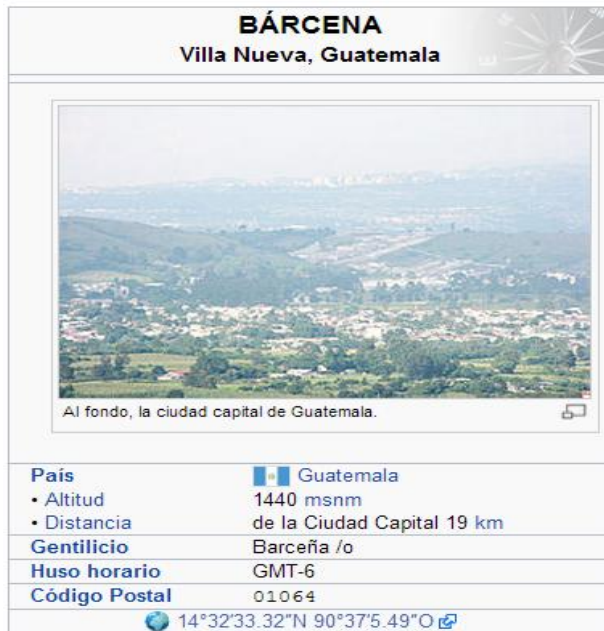 BÁRCENA
Villa Nueva, Guatemala
Al fondo, la ciudad capital de Guatemala.
País Guatemala
• Altitud 1440 msnm
• Distancia de la Ciudad Capital 19 km
Gentilicio Barceña /o
Huso horario GMT-6
Código Postal 01064
14°32′33.32″N 90°37′5.49″O